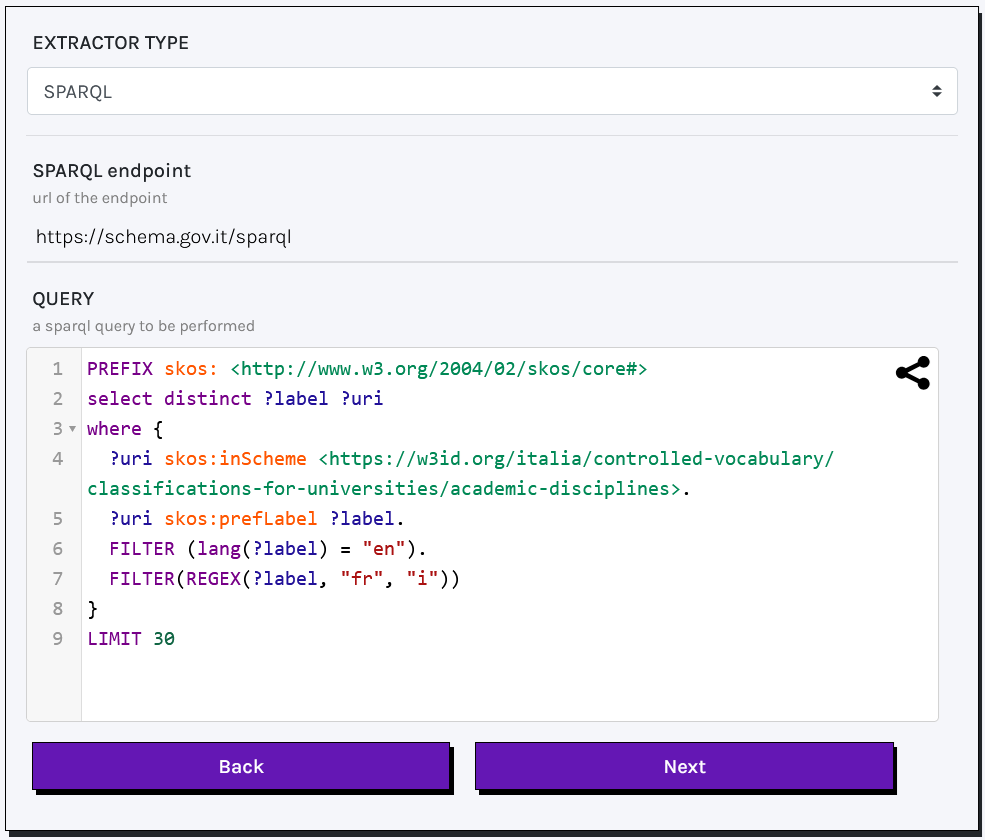 EXTRACTOR TYPE
SPARQL
SPARQL endpoint
url of the endpoint
https://schema.gov.it/sparql
QUERY
a sparql query to be performed
1 PREFIX skos: <http://www.w3.org/2004/02/skos/core#>
2 select distinct ?label ?uri
3 where {
4   ?uri skos:inScheme <https://w3id.org/italia/controlled-vocabulary/
classifications-for-universities/academic-disciplines>.
5   ?uri skos:prefLabel ?label.
6   FILTER (lang(?label) = "en").
7   FILTER(REGEX(?label, "fr", "i"))
8 }
9 LIMIT 30
Back Next